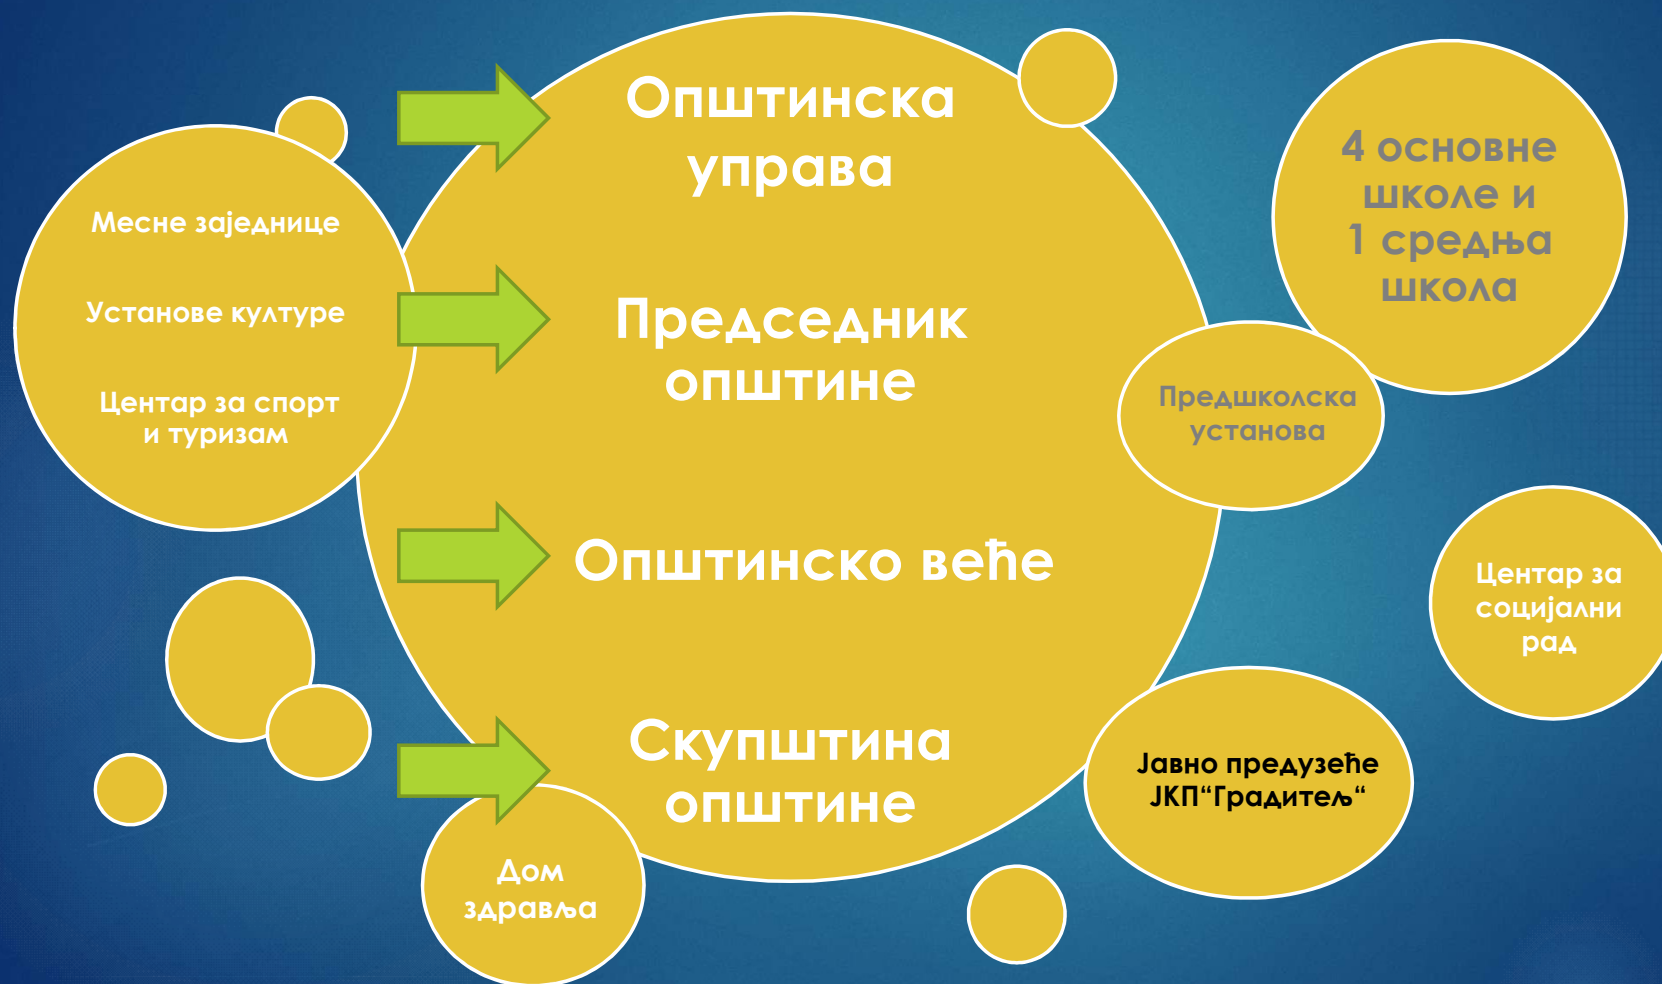 Општинска
управа
Председник
општине
Општинско веће
Скупштина
општине
Месне заједнице
Установе културе
Центар за спорт
и туризам
4 основне
школе и
1 средња
школа
Предшколска
установа
Центар за
социјални
рад
Јавно предузеће
ЈКП“Градитељ“
Дом
здравља